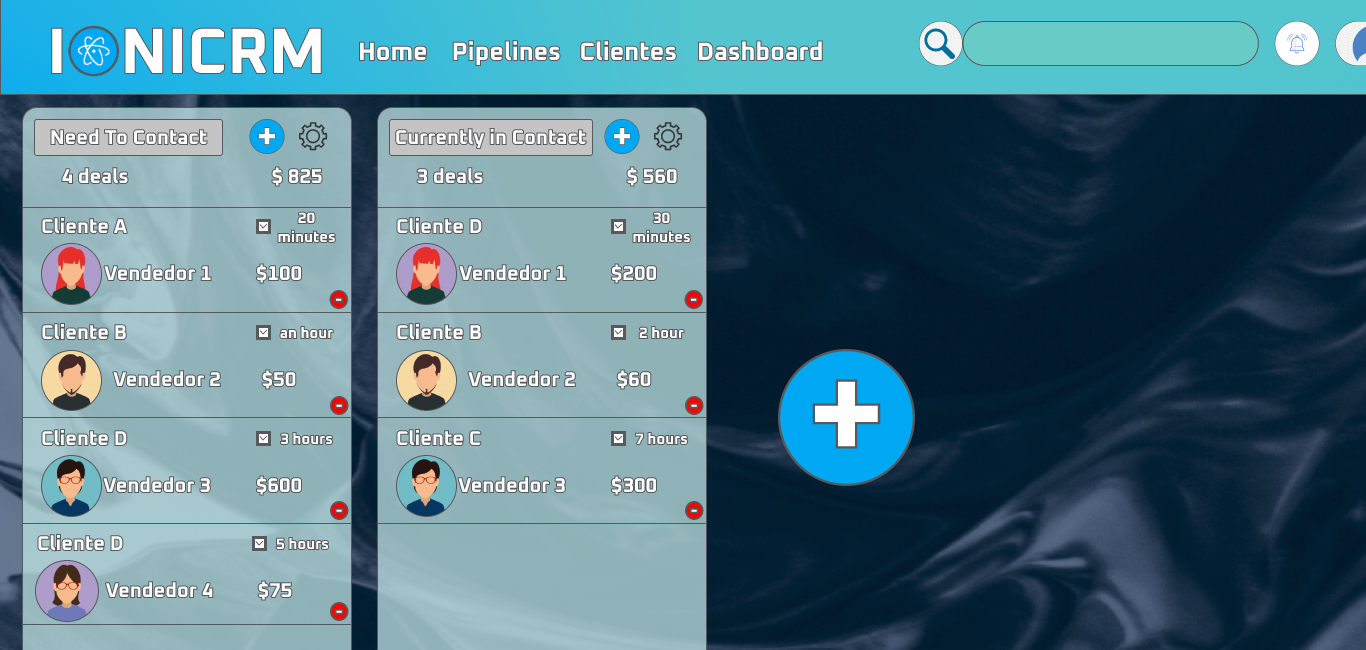 IONICRM
Home Pipelines Clientes Dashboard
Need To Contact
4 deals $ 825
Cliente A 20 minutes
Vendedor 1 $100
Cliente B an hour
Vendedor 2 $50
Cliente D 3 hours
Vendedor 3 $600
Cliente D 5 hours
Vendedor 4 $75
Currently in Contact
3 deals $ 560
Cliente D 30 minutes
Vendedor 1 $200
Cliente B 2 hour
Vendedor 2 $60
Cliente C 7 hours
Vendedor 3 $300